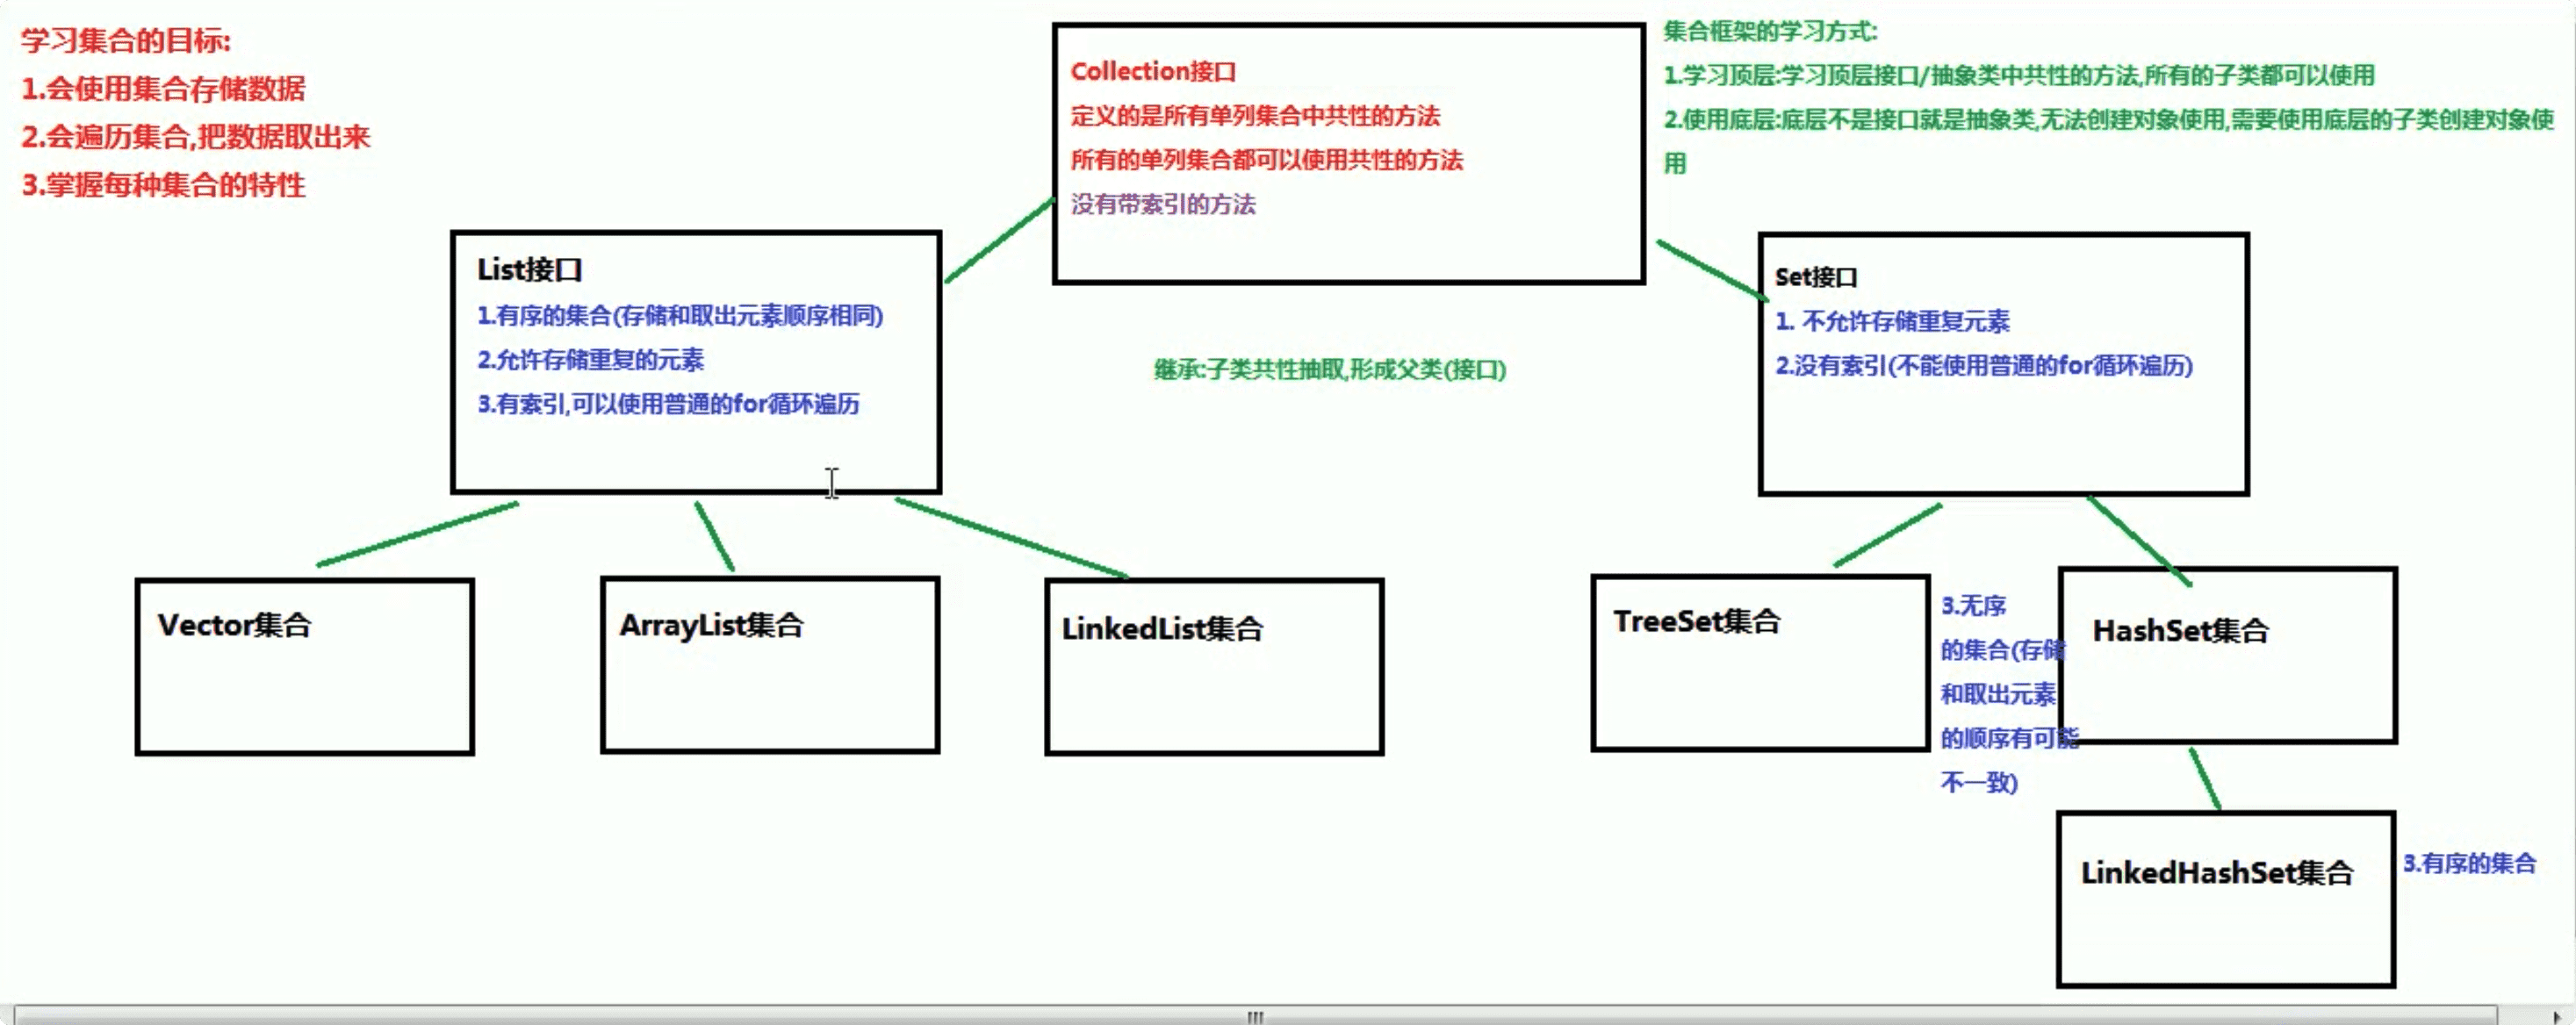 学习集合的目标:
1.会使用集合存储数据
2.会遍历集合,把数据取出来
3.掌握每种集合的特性
Collection接口
定义的是所有单列集合中共性的方法
所有的单列集合都可以使用共性的方法
没有带索引的方法
集合框架的学习方式:
1.学习顶层:学习顶层接口/抽象类中共性的方法,所有的子类都可以使用
2.使用底层:底层不是接口就是抽象类,无法创建对象使用,需要使用底层的子类创建对象使
用
List接口
1.有序的集合(存储和取出元素顺序相同)
2.允许存储重复的元素
3.有索引,可以使用普通的for循环遍历
继承:子类共性抽取,形成父类(接口)
Set接口
1. 不允许存储重复元素
2.没有索引(不能使用普通的for循环遍历)
Vector集合
ArrayList集合
LinkedList集合
TreeSet集合
3.无序
的集合(存储
和取出元素
的顺序有可能
不一致)
HashSet集合
LinkedHashSet集合
3.有序的集合